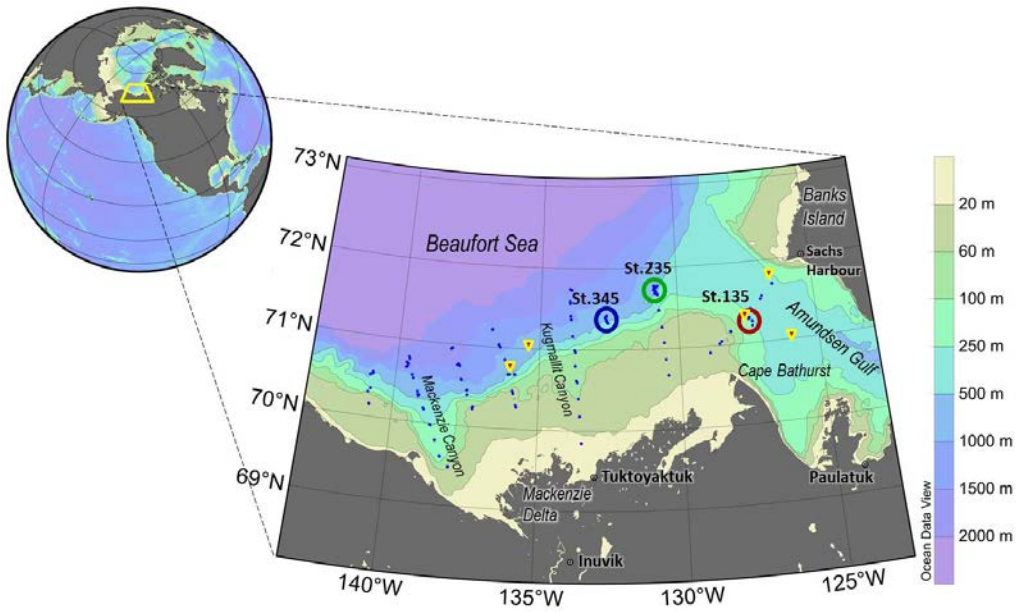 73°N
72°N
71°N
70°N
69°N
140°W
135°W
130°W
125°W
Beaufort Sea
Banks
Island
Sachs
Harbour
St.235
St.345
St.135
Amundsen Gulf
Kugmallit Canyon
Mackenzie Canyon
Cape Bathurst
Tuktoyaktuk
Paulatuk
Mackenzie
Delta
Inuvik
20 m
60 m
100 m
250 m
500 m
1000 m
1500 m
2000 m
Ocean Data View